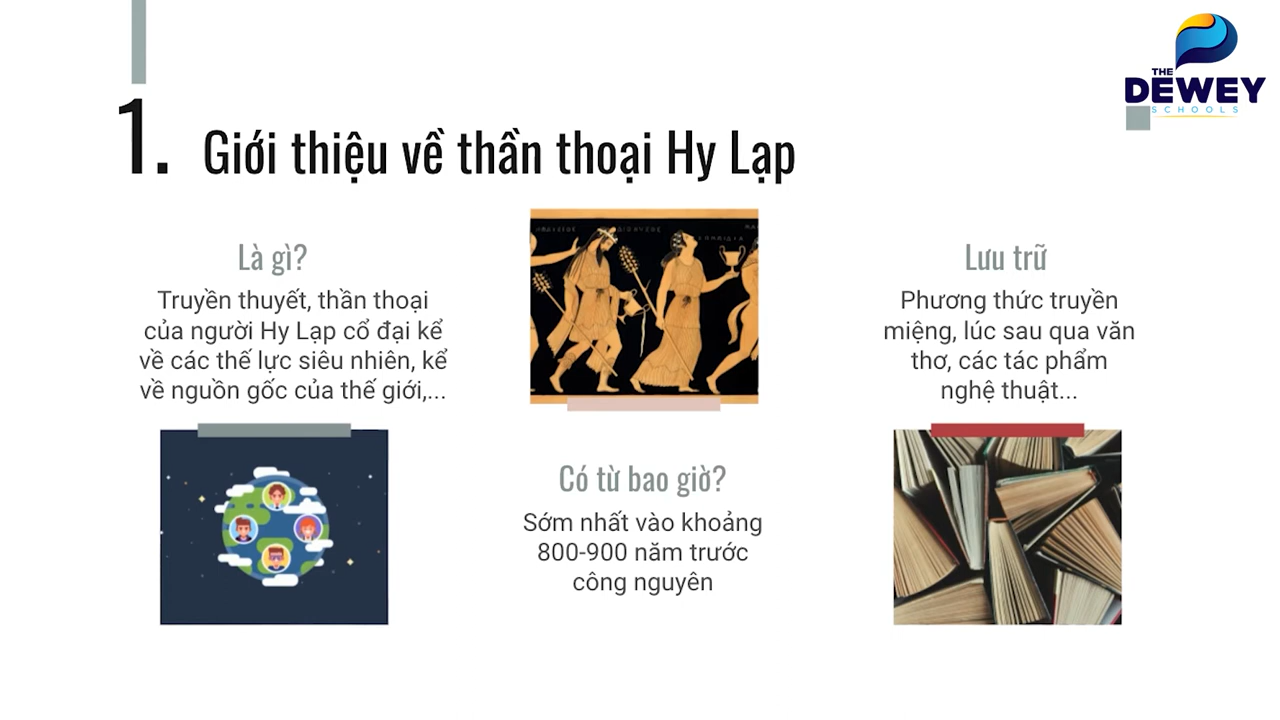 THE
DEWEY
SCHOOLS
1. Giới thiệu về thần thoại Hy Lạp
Là gì?
Truyền thuyết, thần thoại
của người Hy Lạp cổ đại kể
về các thế lực siêu nhiên, kể
về nguồn gốc của thế giới,...
Có từ bao giờ?
Sớm nhất vào khoảng
800-900 năm trước
công nguyên
Lưu trữ
Phương thức truyền
miệng, lúc sau qua văn
thơ, các tác phẩm
nghệ thuật...